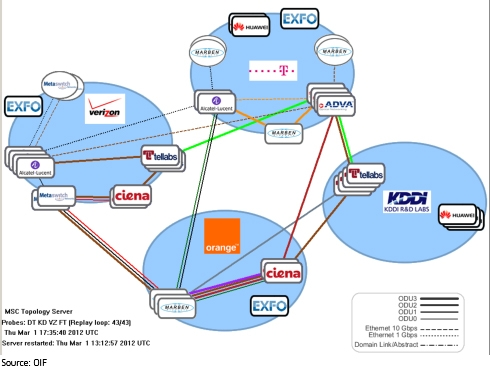 HUAWEI
EXFO
MARBEN
MARBEN
T
Metaswitch
EXFO
verizon
Alcatel-Lucent
ADVA
MARBEN
Alcatel-Lucent
tellabs
Metaswitch
ciena
tellabs
KDDI
KDDI R&D LABS
HUAWEI
orange
ciena
MARBEN
EXFO
MSC Topology Server
Probes: DT KD VZ FT (Replay loop: 43/43)
Thu Mar 1 17:35:40 2012 UTC
Server restarted: Thu Mar 1 13:12:57 2012 UTC
ODU3
ODU2
ODU1
ODU0
Ethernet 10 Gbps
Ethernet 1 Gbps
Domain Link/Abstract
Source: OIF